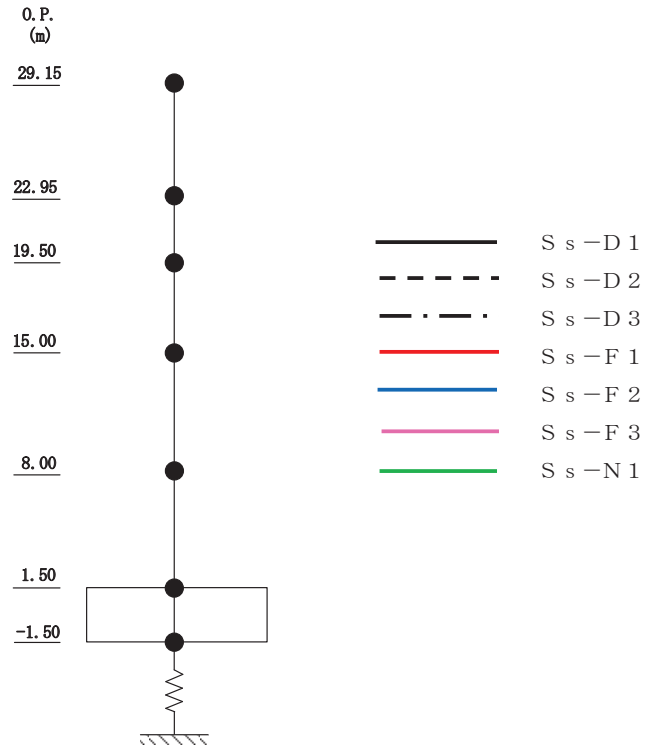 O.P.
(m)
29.15
22.95
19.50
15.00
8.00
1.50
-1.50
Ｓｓ－Ｄ１
Ｓｓ－Ｄ２
Ｓｓ－Ｄ３
Ｓｓ－Ｆ１
Ｓｓ－Ｆ２
Ｓｓ－Ｆ３
Ｓｓ－Ｎ１